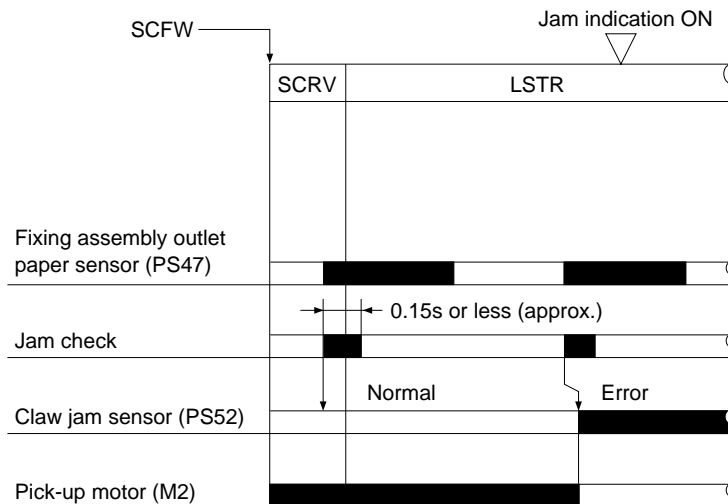 Jam indication ON
SCFW
SCRV
LSTR
Fixing assembly outlet
paper sensor (PS47)
0.15s or less (approx.)
Jam check
Normal
Error
Claw jam sensor (PS52)
Pick-up motor (M2)